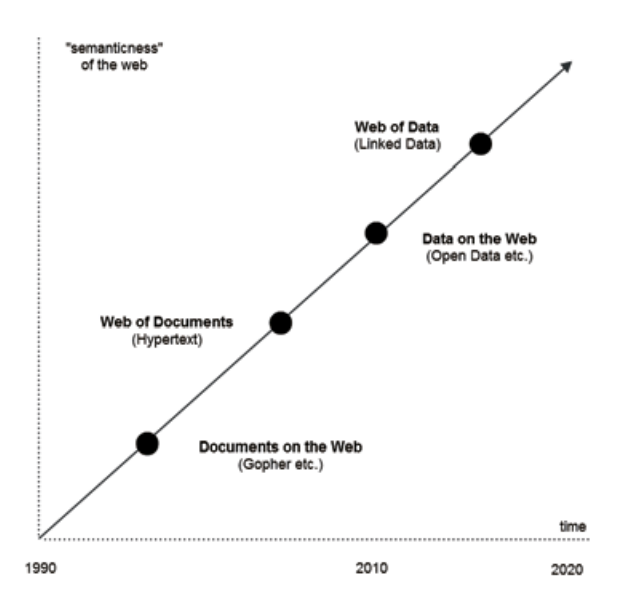 "semanticness"
of the web
Web of Data
(Linked Data)
Data on the Web
(Open Data etc.)
Web of Documents
(Hypertext)
Documents on the Web
(Gopher etc.)
time
1990
2010
2020